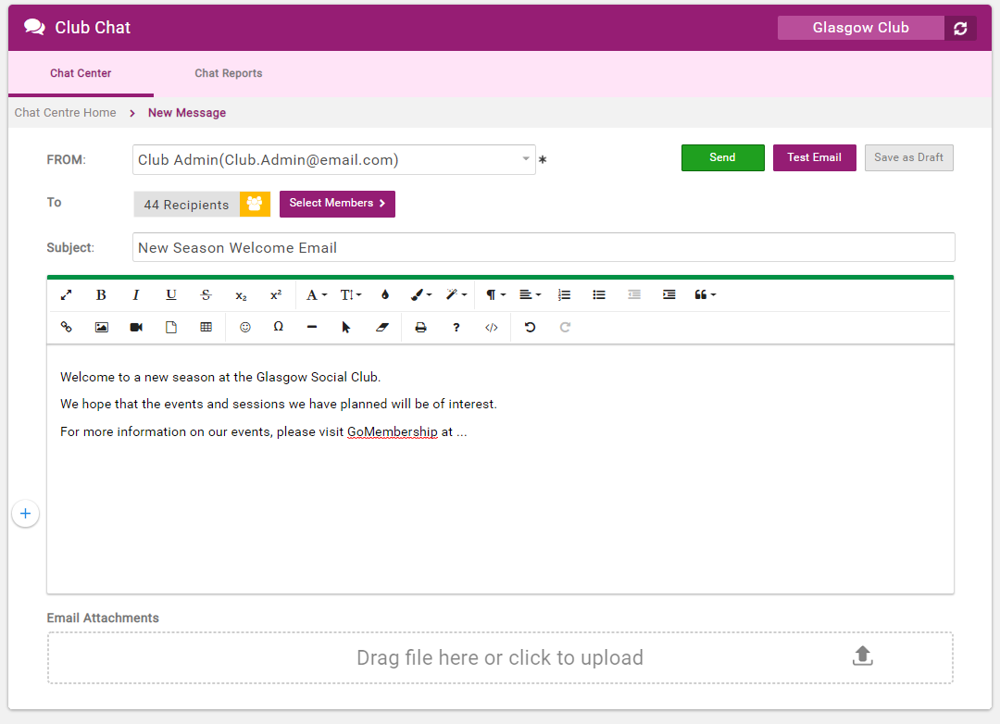 Club Chat
Glasgow Club
Chat Center
Chat Reports
Chat Centre Home > New Message
FROM:
Club Admin(Club.Admin@email.com)
*
Send
Test Email
Save as Draft
To
44 Recipients
Select Members >
Subject:
New Season Welcome Email
B I U S x₂ x² A T ¶
Ω ? </>
Welcome to a new season at the Glasgow Social Club.
We hope that the events and sessions we have planned will be of interest.
For more information on our events, please visit GoMembership at ...
+
Email Attachments
Drag file here or click to upload